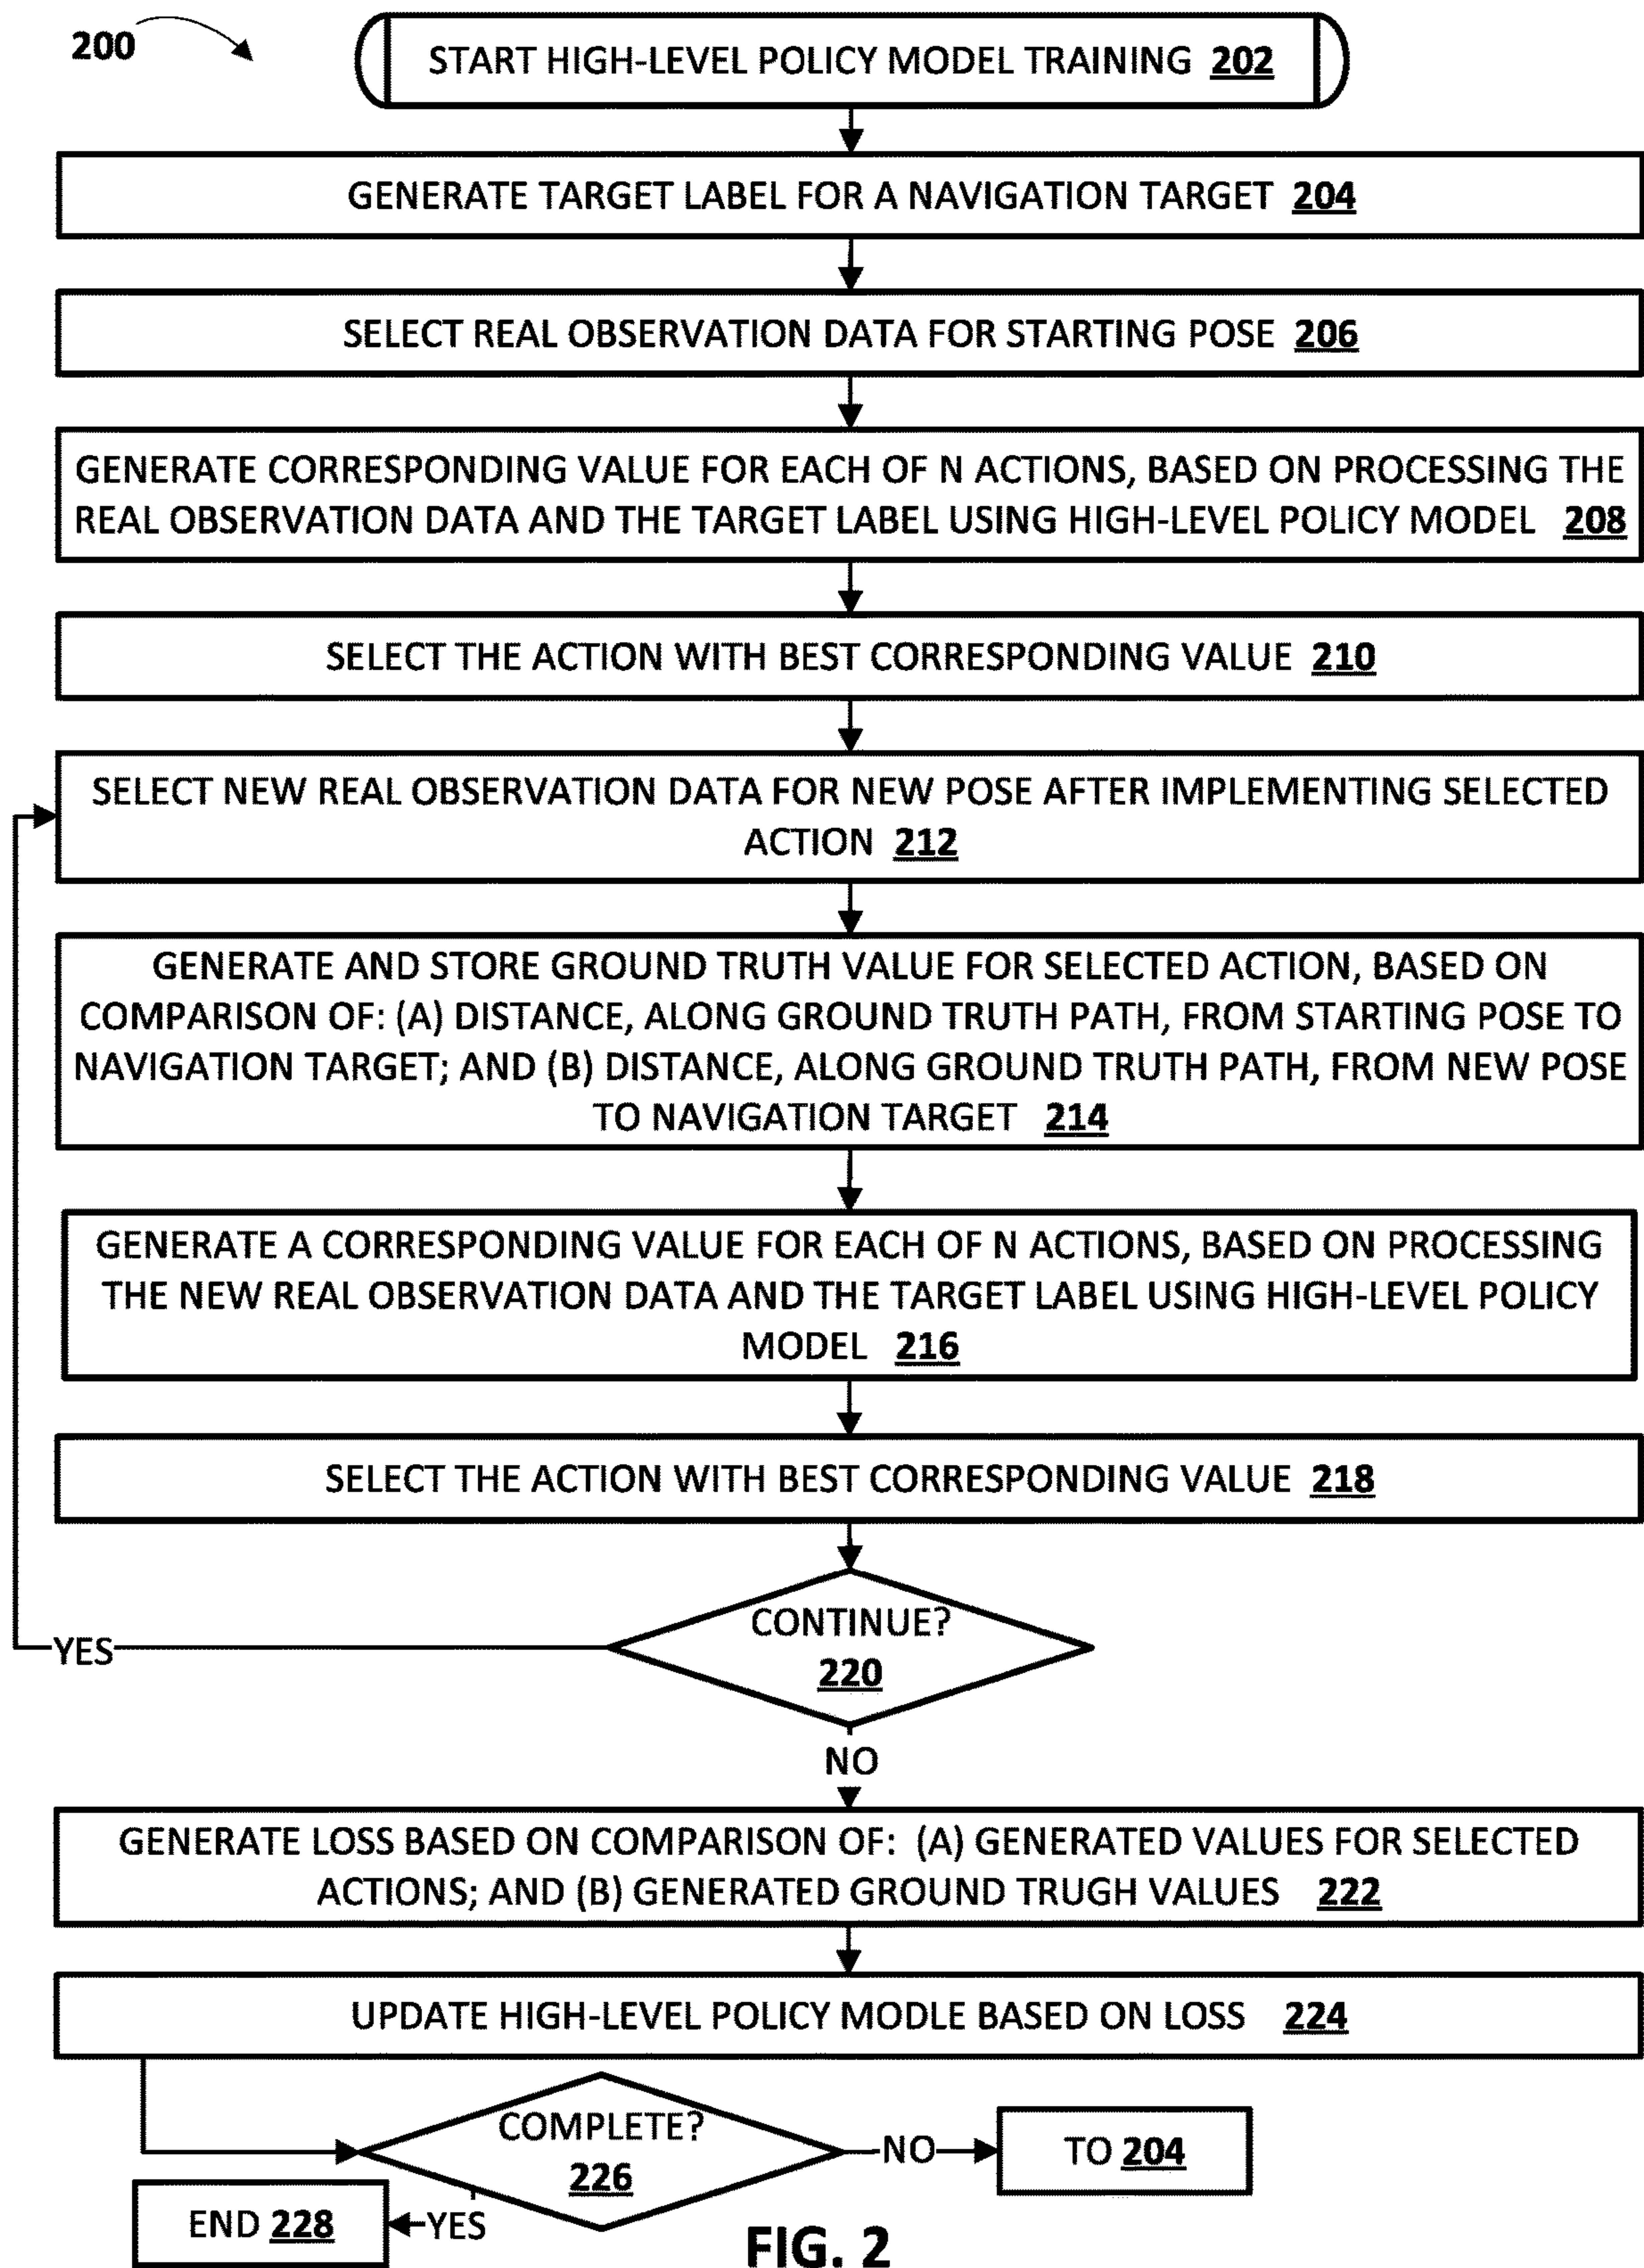 200
START HIGH-LEVEL POLICY MODEL TRAINING 202
GENERATE TARGET LABEL FOR A NAVIGATION TARGET 204
SELECT REAL OBSERVATION DATA FOR STARTING POSE 206
GENERATE CORRESPONDING VALUE FOR EACH OF N ACTIONS, BASED ON PROCESSING THE
REAL OBSERVATION DATA AND THE TARGET LABEL USING HIGH-LEVEL POLICY MODEL 208
SELECT THE ACTION WITH BEST CORRESPONDING VALUE 210
SELECT NEW REAL OBSERVATION DATA FOR NEW POSE AFTER IMPLEMENTING SELECTED
ACTION 212
GENERATE AND STORE GROUND TRUTH VALUE FOR SELECTED ACTION, BASED ON
COMPARISON OF: (A) DISTANCE, ALONG GROUND TRUTH PATH, FROM STARTING POSE TO
NAVIGATION TARGET; AND (B) DISTANCE, ALONG GROUND TRUTH PATH, FROM NEW POSE
TO NAVIGATION TARGET 214
GENERATE A CORRESPONDING VALUE FOR EACH OF N ACTIONS, BASED ON PROCESSING
THE NEW REAL OBSERVATION DATA AND THE TARGET LABEL USING HIGH-LEVEL POLICY
MODEL 216
SELECT THE ACTION WITH BEST CORRESPONDING VALUE 218
CONTINUE?
220
YES
NO
GENERATE LOSS BASED ON COMPARISON OF: (A) GENERATED VALUES FOR SELECTED
ACTIONS; AND (B) GENERATED GROUND TRUGH VALUES 222
UPDATE HIGH-LEVEL POLICY MODLE BASED ON LOSS 224
COMPLETE?
226
NO
TO 204
YES
END 228
FIG. 2